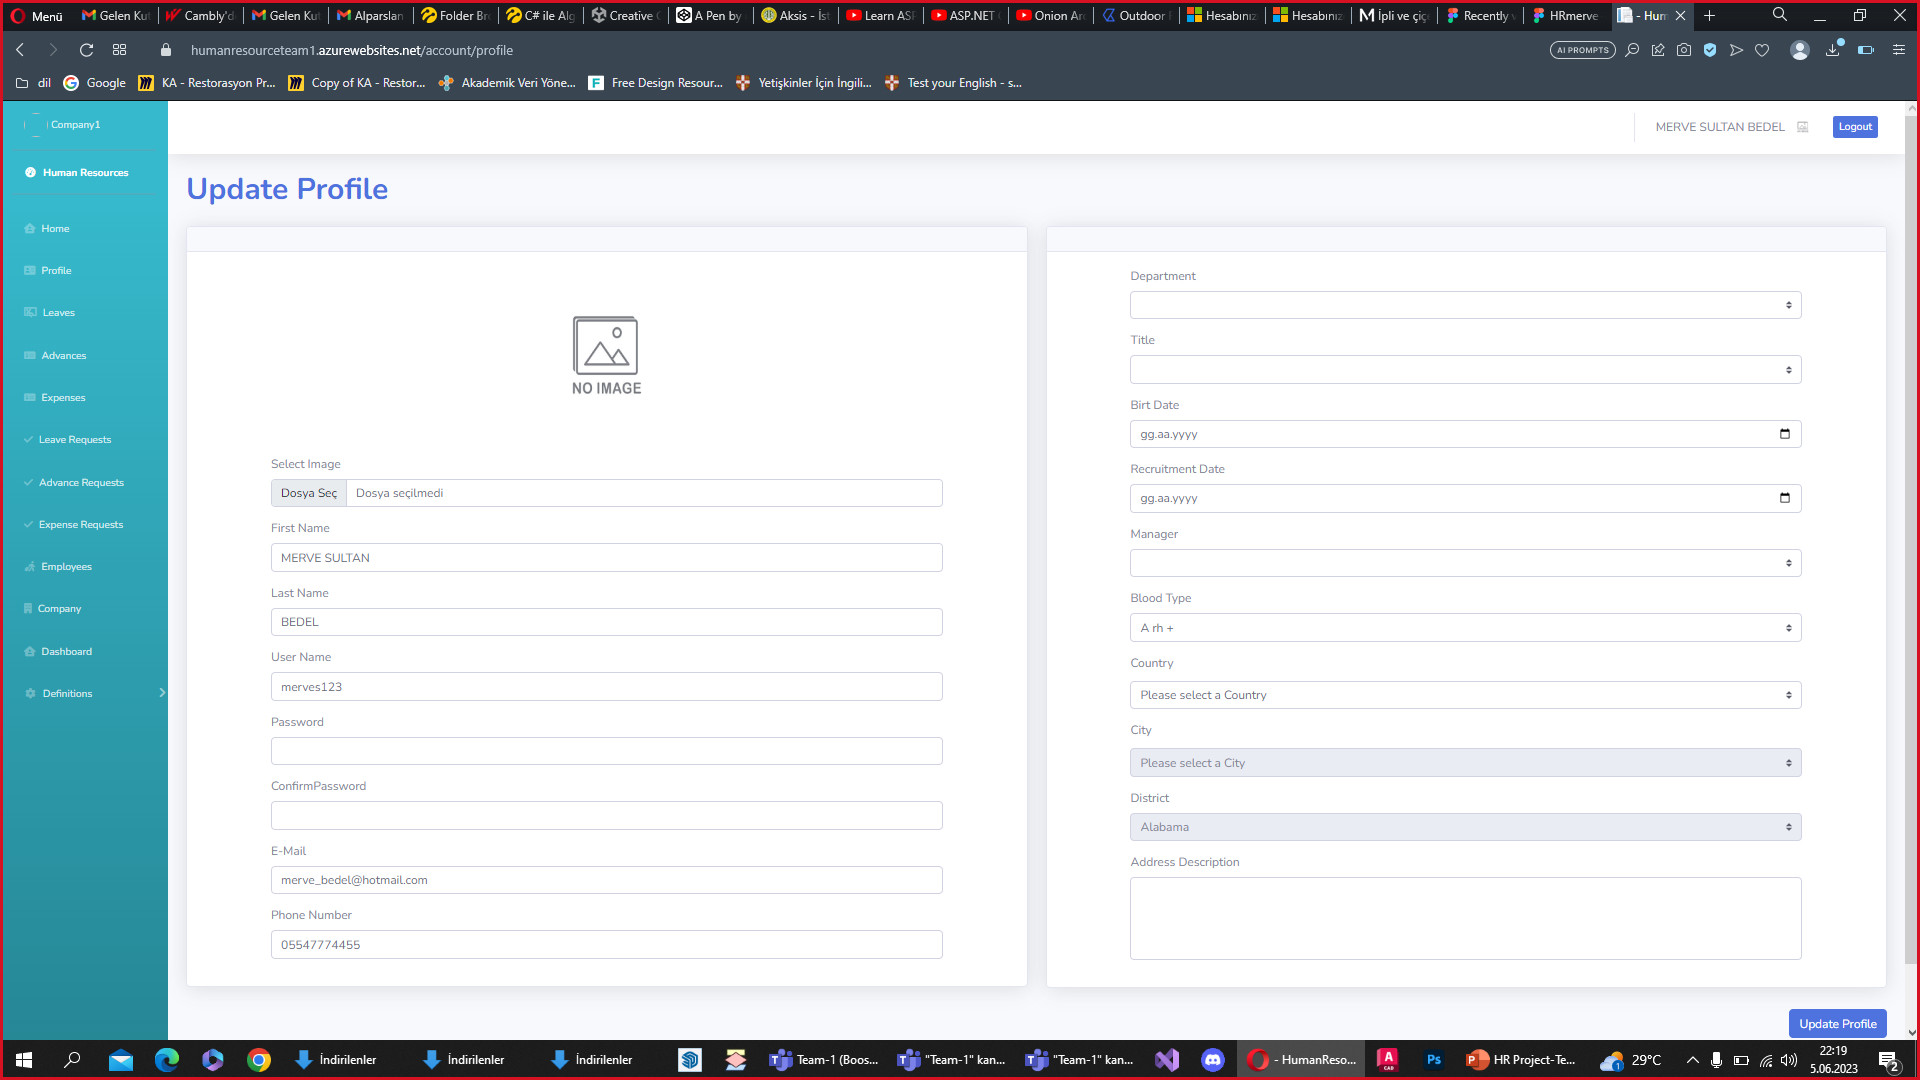 Menü
Gelen Kut
Cambly'd
Gelen Kut
Alparslan
Folder Br
C# ile Alg
Creative C
A Pen by
Aksis - İst
Learn ASP
ASP.NET C
Onion Arc
Outdoor F
Hesabınız
Hesabınız
İpli ve çiç
Recently v
HRmerve
- Hum
humanresourceteam1.azurewebsites.net/account/profile
AI PROMPTS
dil
Google
KA - Restorasyon Pr...
Copy of KA - Restor...
Akademik Veri Yöne...
Free Design Resour...
Yetişkinler İçin İngili...
Test your English - s...
Company1
MERVE SULTAN BEDEL
Logout
Human Resources
Home
Profile
Leaves
Advances
Expenses
Leave Requests
Advance Requests
Expense Requests
Employees
Company
Dashboard
Definitions
Update Profile
NO IMAGE
Select Image
Dosya Seç
Dosya seçilmedi
First Name
MERVE SULTAN
Last Name
BEDEL
User Name
merves123
Password
ConfirmPassword
E-Mail
merve_bedel@hotmail.com
Phone Number
05547774455
Department
Title
Birt Date
gg.aa.yyyy
Recruitment Date
gg.aa.yyyy
Manager
Blood Type
A rh +
Country
Please select a Country
City
Please select a City
District
Alabama
Address Description
Update Profile
İndirilenler
İndirilenler
İndirilenler
Team-1 (Boos...
"Team-1" kan...
"Team-1" kan...
- HumanReso...
HR Project-Te...
1
29°C
22:19
5.06.2023
2